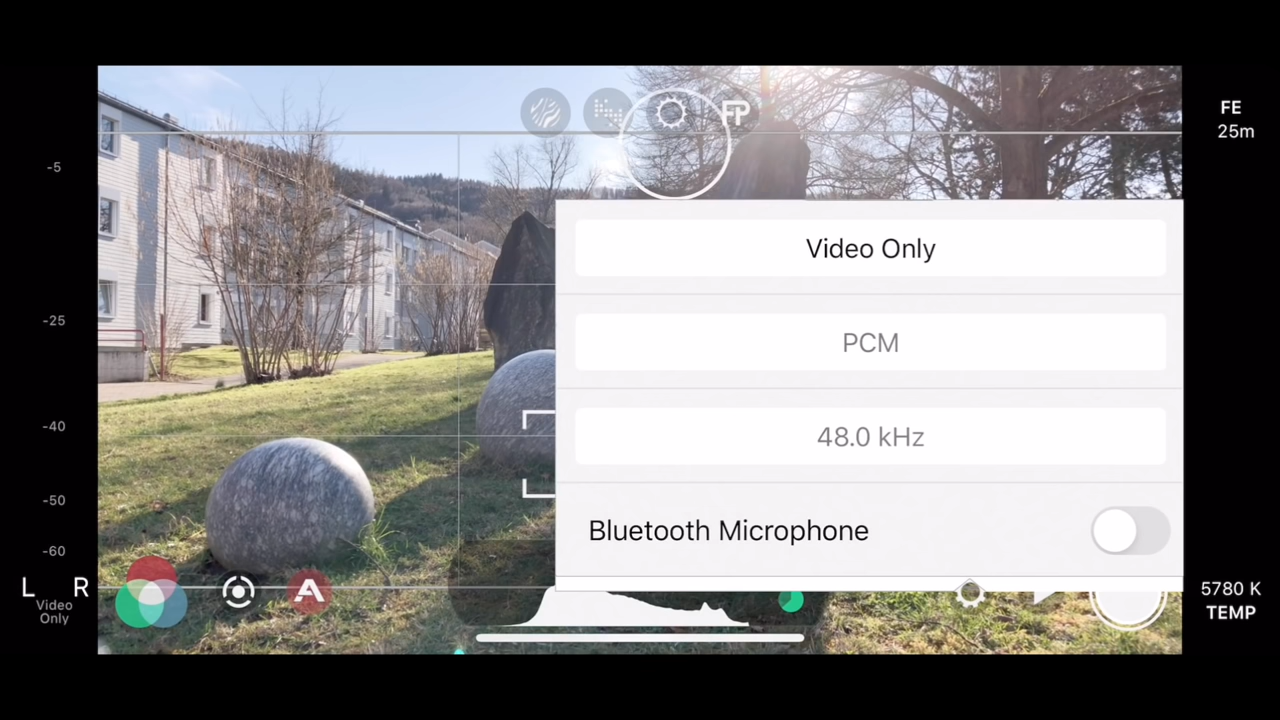 FP
FE
25m
-5
Video Only
-25
PCM
-40
48.0 kHz
-50
Bluetooth Microphone
-60
L R
Video
Only
A
5780 K
TEMP